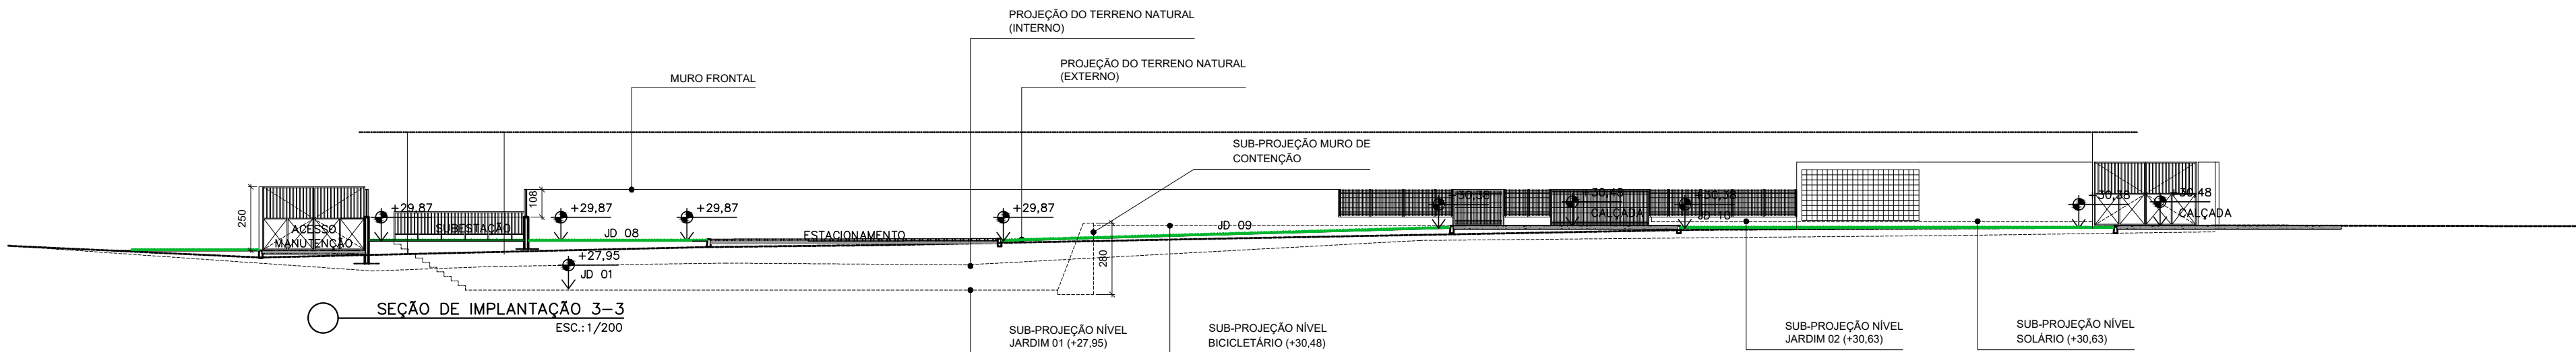 PROJEÇÃO DO TERRENO NATURAL
(INTERNO)
PROJEÇÃO DO TERRENO NATURAL
(EXTERNO)
MURO FRONTAL
SUB-PROJEÇÃO MURO DE
CONTENÇÃO
250
ACESSO
MANUTENÇÃO
+29,87
SUBESTAÇÃO
108
+29,87
JD 08
+29,87
ESTACIONAMENTO
+29,87
280
JD 09
+30,38
+30,48
CALÇADA
+30,38
JD 10
+30,38
+30,48
CALÇADA
+27,95
JD 01
SEÇÃO DE IMPLANTAÇÃO 3-3
ESC.: 1/200
SUB-PROJEÇÃO NÍVEL
JARDIM 01 (+27,95)
SUB-PROJEÇÃO NÍVEL
BICICLETÁRIO (+30,48)
SUB-PROJEÇÃO NÍVEL
JARDIM 02 (+30,63)
SUB-PROJEÇÃO NÍVEL
SOLÁRIO (+30,63)